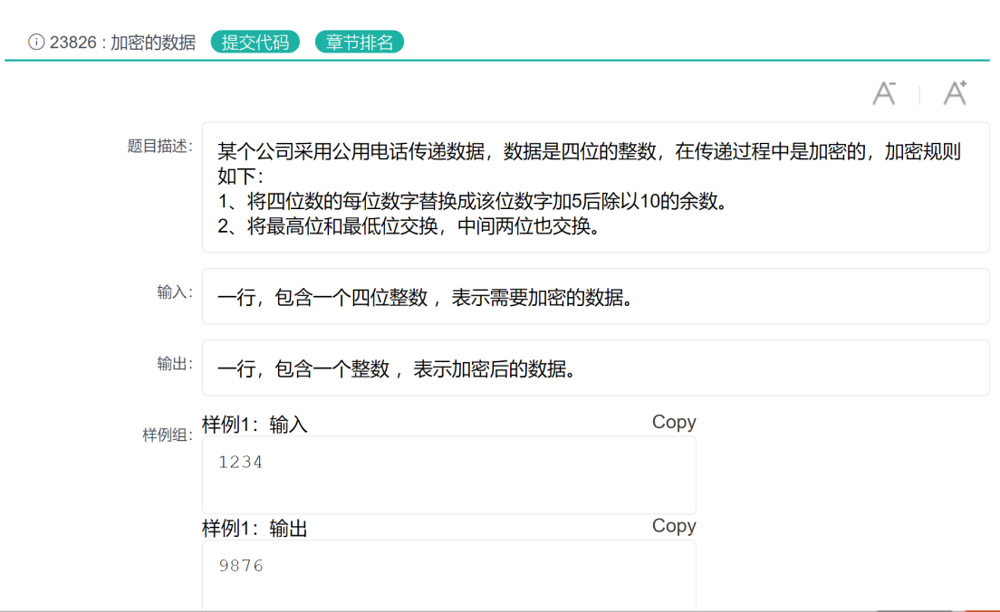 23826 : 加密的数据 提交代码 章节排名
A- A+
题目描述：
某个公司采用公用电话传递数据，数据是四位的整数，在传递过程中是加密的，加密规则
如下：
1、将四位数的每位数字替换成该位数字加5后除以10的余数。
2、将最高位和最低位交换，中间两位也交换。
输入：
一行，包含一个四位整数 ，表示需要加密的数据。
输出：
一行，包含一个整数 ，表示加密后的数据。
样例组：
样例1：输入 Copy
1234
样例1：输出 Copy
9876